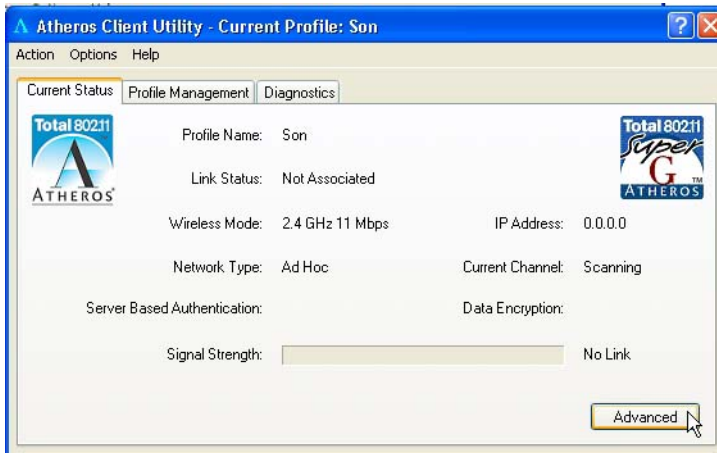 Atheros Client Utility - Current Profile: Son
Action Options Help
Current Status Profile Management Diagnostics
Total 802.11
ATHEROS
Total 802.11
Super
G™
ATHEROS
Profile Name: Son
Link Status: Not Associated
Wireless Mode: 2.4 GHz 11 Mbps IP Address: 0.0.0.0
Network Type: Ad Hoc Current Channel: Scanning
Server Based Authentication: Data Encryption:
Signal Strength: No Link
Advanced